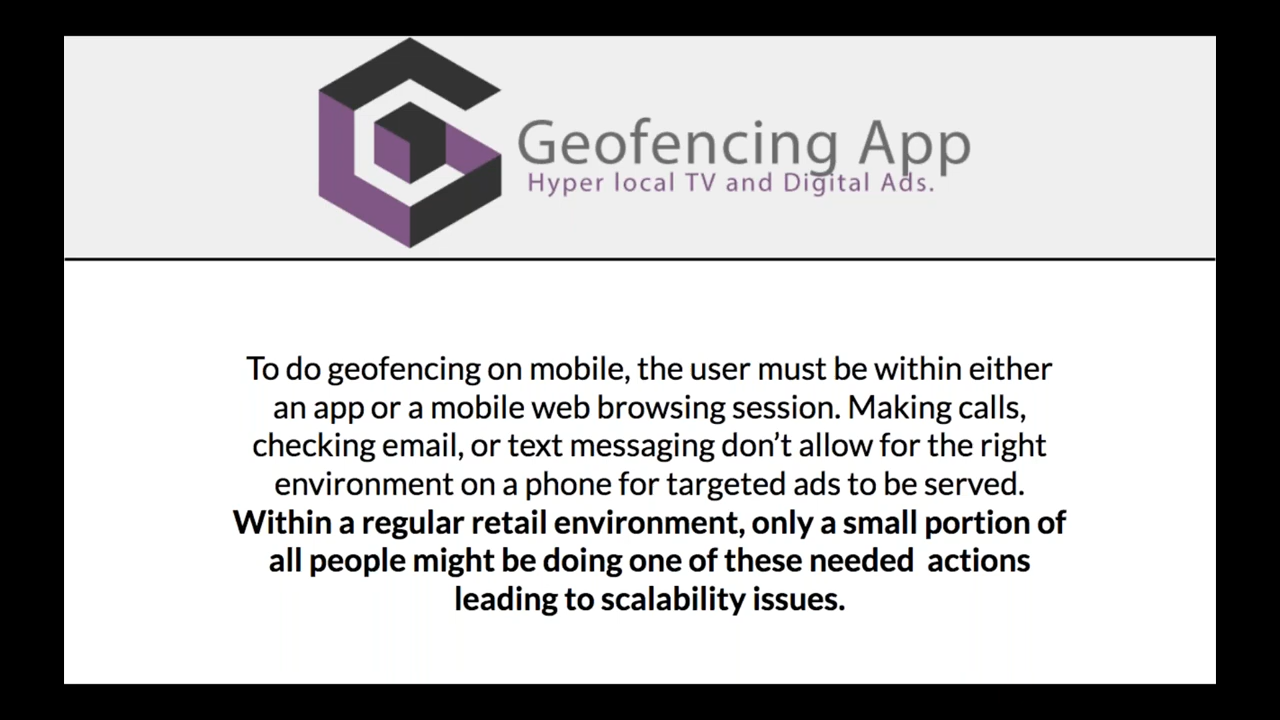 Geofencing App
Hyper local TV and Digital Ads.
To do geofencing on mobile, the user must be within either
an app or a mobile web browsing session. Making calls,
checking email, or text messaging don’t allow for the right
environment on a phone for targeted ads to be served.
Within a regular retail environment, only a small portion of
all people might be doing one of these needed  actions
leading to scalability issues.